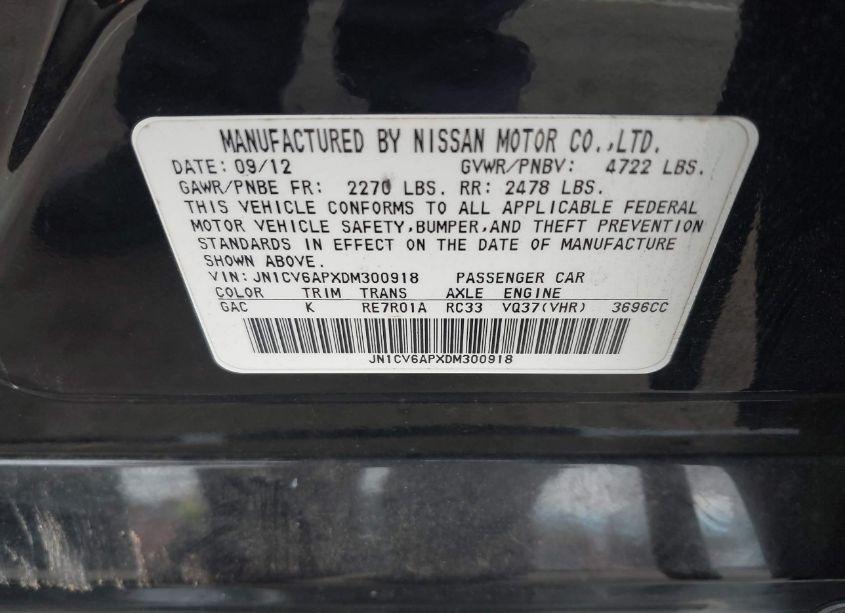 MANUFACTURED BY NISSAN MOTOR CO.,LTD.
DATE: 09/12 GVWR/PNBV: 4722 LBS.
GAWR/PNBE FR: 2270 LBS. RR: 2478 LBS.
THIS VEHICLE CONFORMS TO ALL APPLICABLE FEDERAL
MOTOR VEHICLE SAFETY,BUMPER,AND THEFT PREVENTION
STANDARDS IN EFFECT ON THE DATE OF MANUFACTURE
SHOWN ABOVE.
VIN: JN1CV6APXDM300918 PASSENGER CAR
COLOR TRIM TRANS AXLE ENGINE
GAC K RE7R01A RC33 VQ37(VHR) 3696CC
JN1CV6APXDM300918